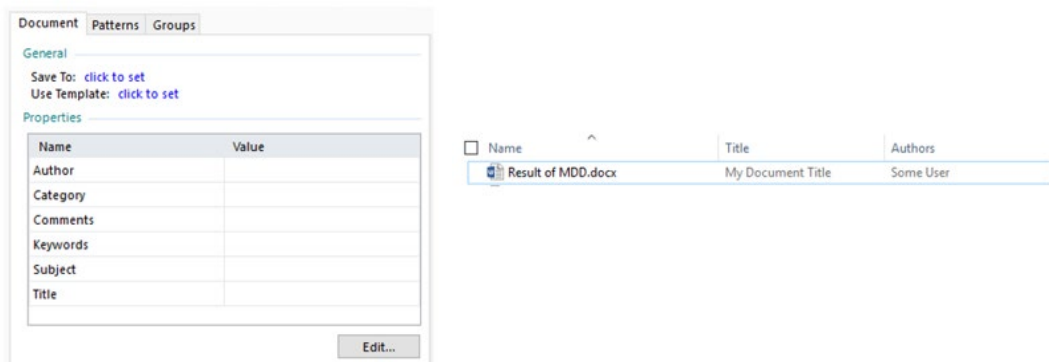 Document Patterns Groups
General
Save To: click to set
Use Template: click to set
Properties
Name Value
Author
Category
Comments
Keywords
Subject
Title
Edit...
Name Title Authors
Result of MDD.docx My Document Title Some User